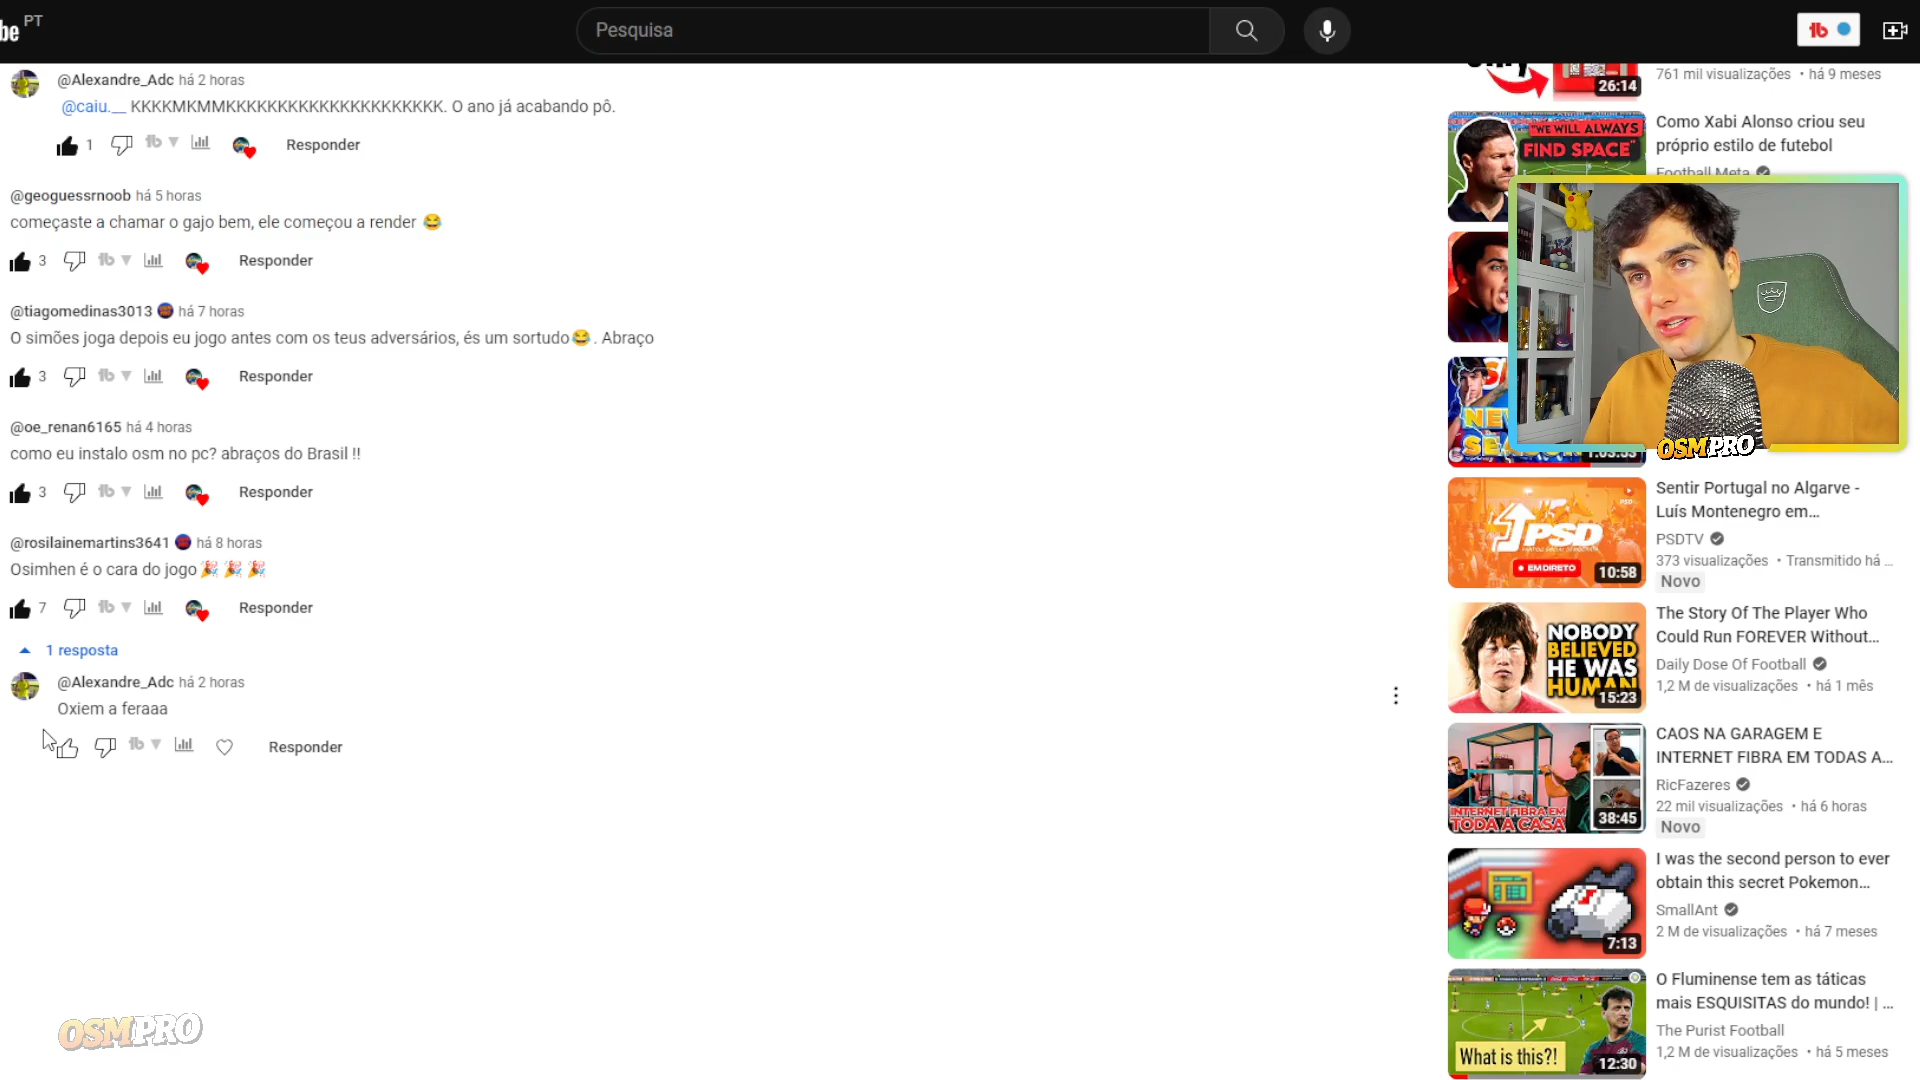 be PT
Pesquisa
@Alexandre_Adc há 2 horas
@caiu.__ KKKKMKMMKKKKKKKKKKKKKKKKKKKKK. O ano já acabando pô.
1
Responder
@geoguessrnoob há 5 horas
começaste a chamar o gajo bem, ele começou a render 😂
3
Responder
@tiagomedinas3013 há 7 horas
O simões joga depois eu jogo antes com os teus adversários, és um sortudo😂. Abraço
3
Responder
@oe_renan6165 há 4 horas
como eu instalo osm no pc? abraços do Brasil !!
3
Responder
@rosilainemartins3641 há 8 horas
Osimhen é o cara do jogo🎉 🎉 🎉
7
Responder
1 resposta
@Alexandre_Adc há 2 horas
Oxiem a feraaa
Responder
OSMPRO
26:14
761 mil visualizações • há 9 meses
"WE WILL ALWAYS
FIND SPACE"
Como Xabi Alonso criou seu
próprio estilo de futebol
Football Meta
NE
SE
OSMPRO
PSD
EM DIRETO
10:58
Sentir Portugal no Algarve -
Luís Montenegro em...
PSDTV
373 visualizações • Transmitido há ...
Novo
NOBODY
BELIEVED
HE WAS
HUMAN
15:23
The Story Of The Player Who
Could Run FOREVER Without...
Daily Dose Of Football
1,2 M de visualizações • há 1 mês
INTERNET FIBRA EM
TODA A CASA
38:45
CAOS NA GARAGEM E
INTERNET FIBRA EM TODAS A...
RicFazeres
22 mil visualizações • há 6 horas
Novo
7:13
I was the second person to ever
obtain this secret Pokemon...
SmallAnt
2 M de visualizações • há 7 meses
What is this?!
12:30
O Fluminense tem as táticas
mais ESQUISITAS do mundo! | ...
The Purist Football
1,2 M de visualizações • há 5 meses